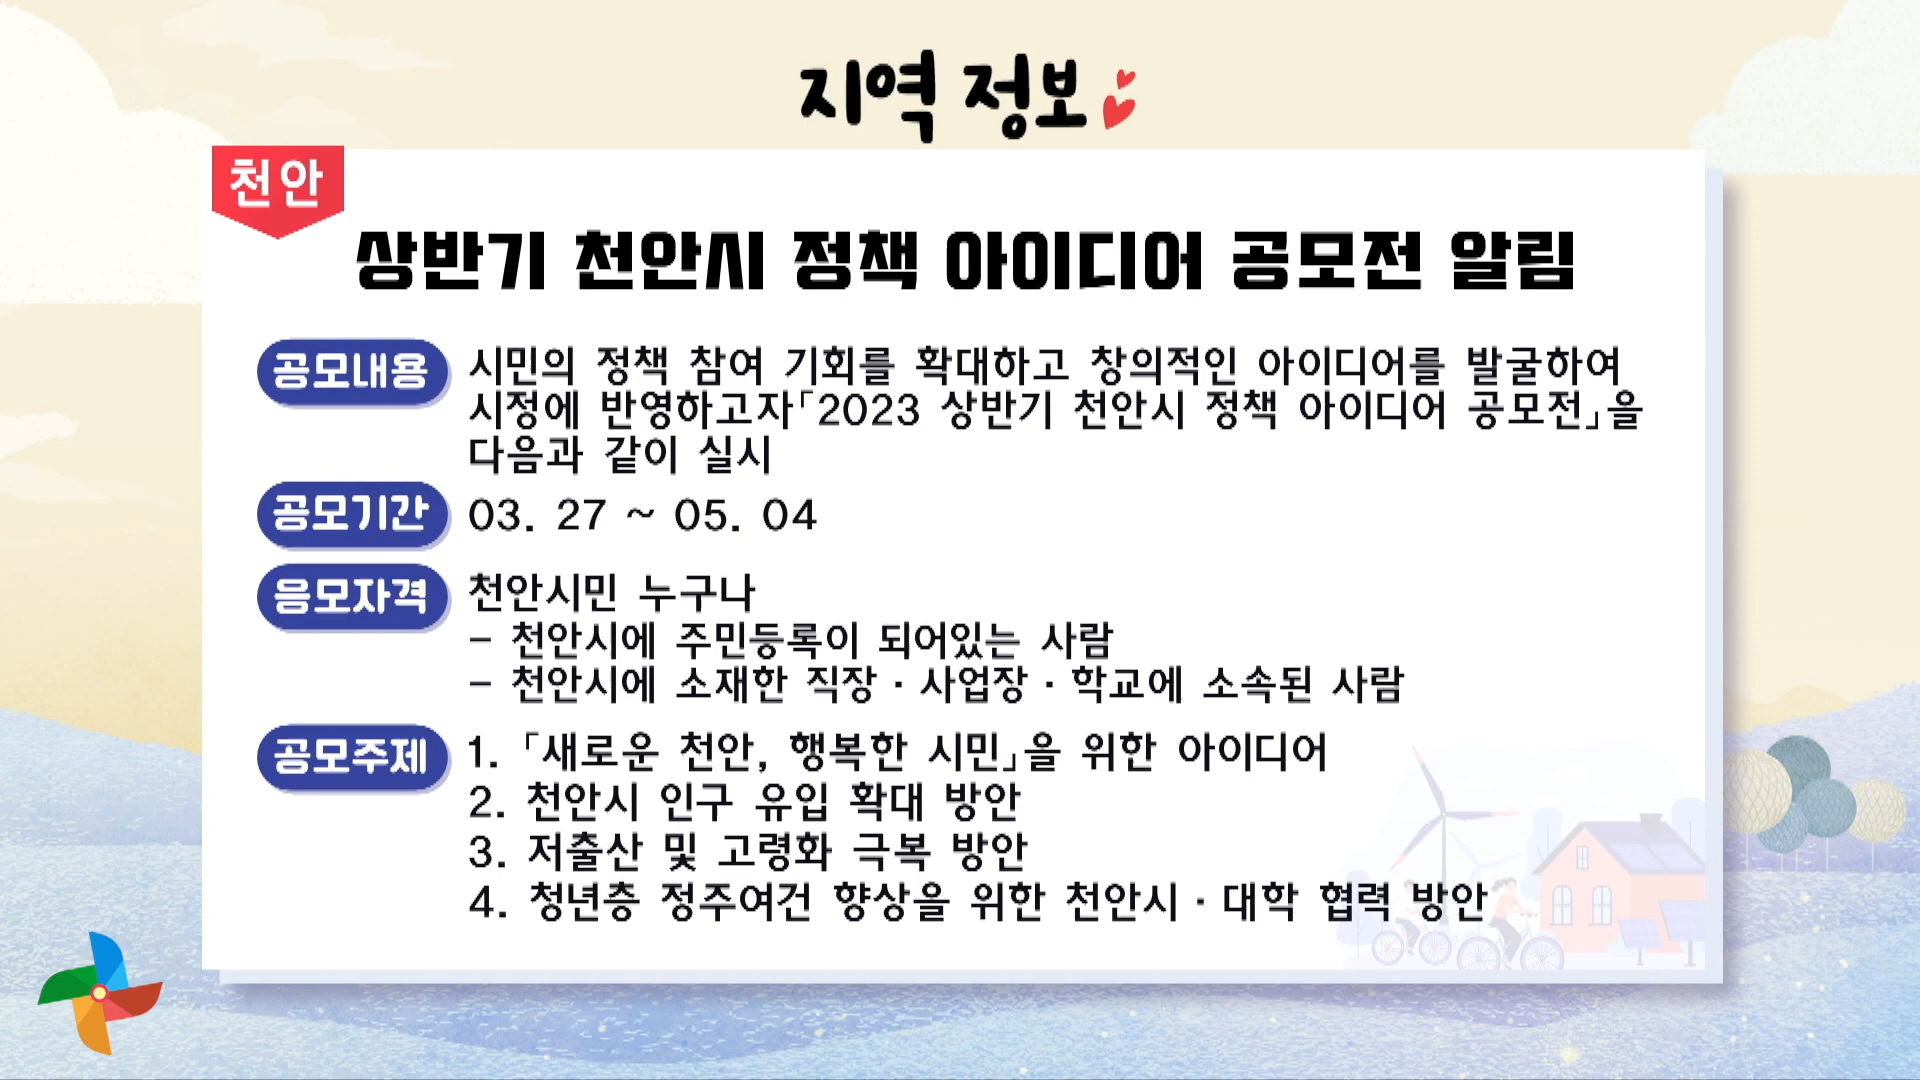 지역 정보
천안
상반기 천안시 정책 아이디어 공모전 알림
공모내용 시민의 정책 참여 기회를 확대하고 창의적인 아이디어를 발굴하여
시정에 반영하고자「2023 상반기 천안시 정책 아이디어 공모전」을
다음과 같이 실시
공모기간 03. 27 ~ 05. 04
응모자격 천안시민 누구나
- 천안시에 주민등록이 되어있는 사람
- 천안시에 소재한 직장·사업장·학교에 소속된 사람
공모주제 1. 「새로운 천안, 행복한 시민」을 위한 아이디어
2. 천안시 인구 유입 확대 방안
3. 저출산 및 고령화 극복 방안
4. 청년층 정주여건 향상을 위한 천안시·대학 협력 방안